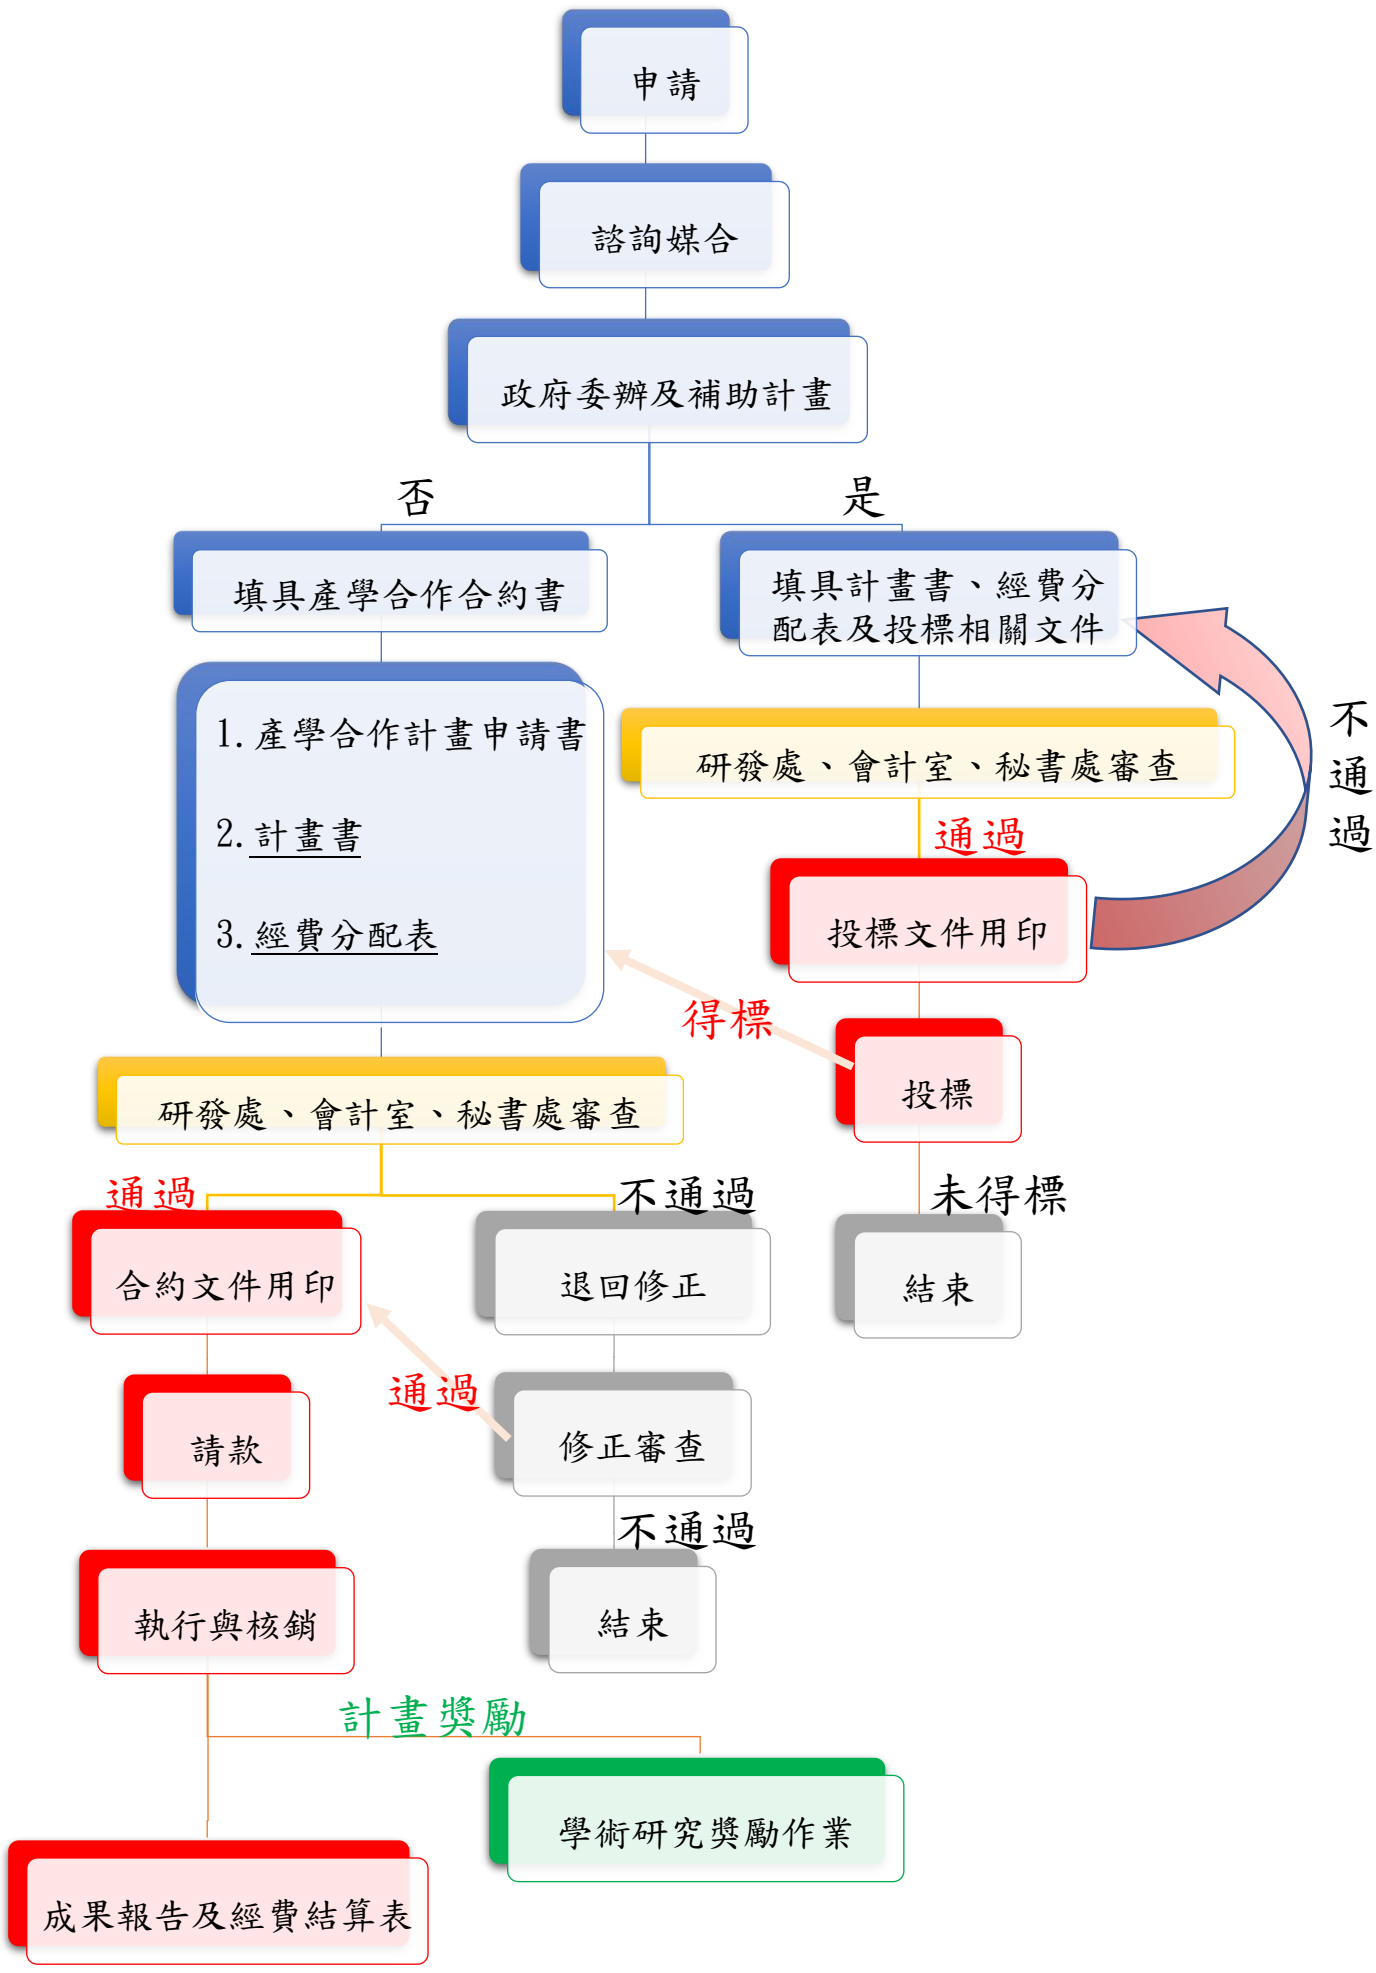 申請
諮詢媒合
政府委辦及補助計畫
否
是
填具產學合作合約書
填具計畫書、經費分
配表及投標相關文件
1.產學合作計畫申請書
2.計畫書
3.經費分配表
研發處、會計室、秘書處審查
通過
不通過
投標文件用印
得標
投標
未得標
結束
研發處、會計室、秘書處審查
通過
不通過
合約文件用印
退回修正
通過
修正審查
請款
不通過
結束
執行與核銷
計畫獎勵
學術研究獎勵作業
成果報告及經費結算表